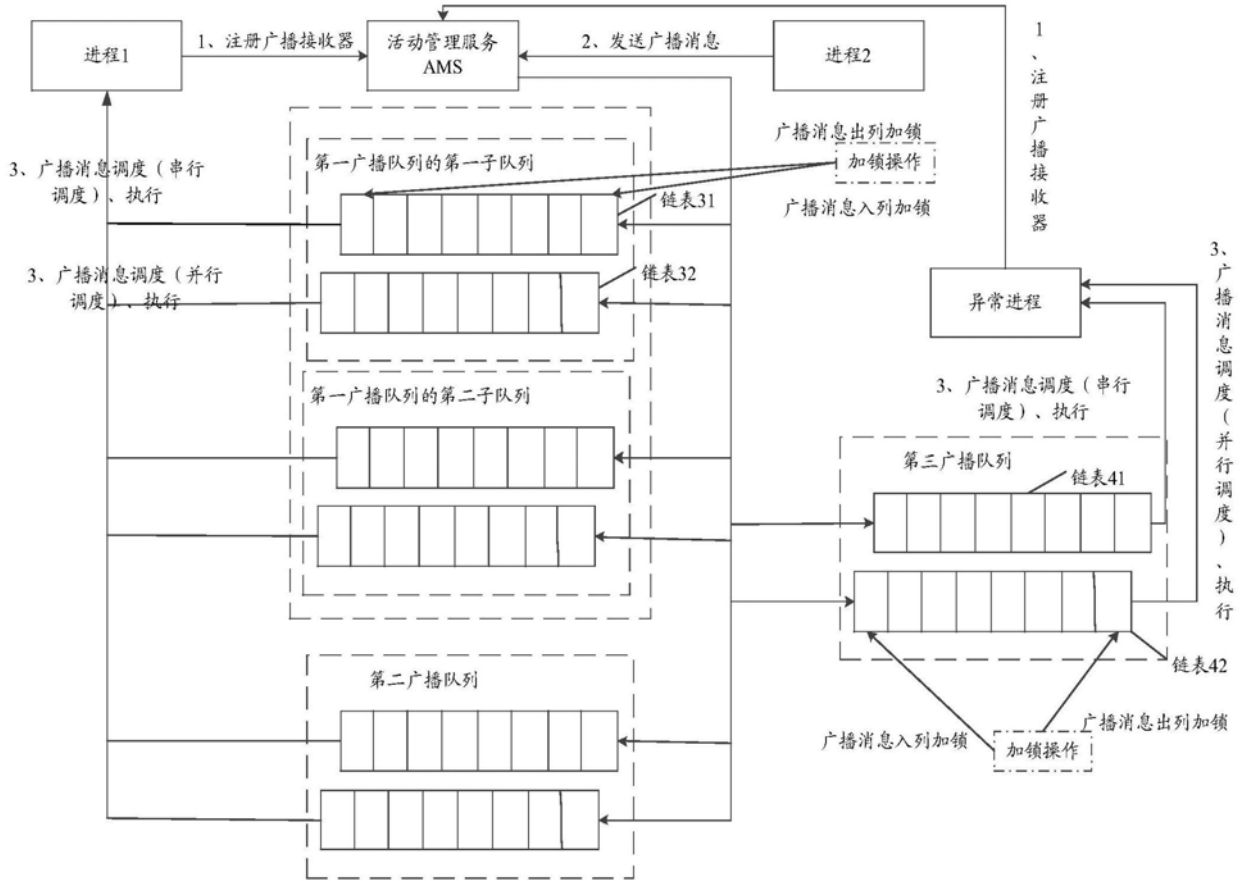 进程1
1、注册广播接收器
活动管理服务
AMS
2、发送广播消息
进程2
1、注册广播接收器
广播消息出列加锁
加锁操作
广播消息入列加锁
第一广播队列的第一子队列
3、广播消息调度（串行
调度）、执行
链表31
3、广播消息调度（并行
调度）、执行
链表32
异常进程
3、广播消息调度（并行调度）、执行
第一广播队列的第二子队列
3、广播消息调度（串行
调度）、执行
第三广播队列
链表41
链表42
第二广播队列
广播消息入列加锁
加锁操作
广播消息出列加锁